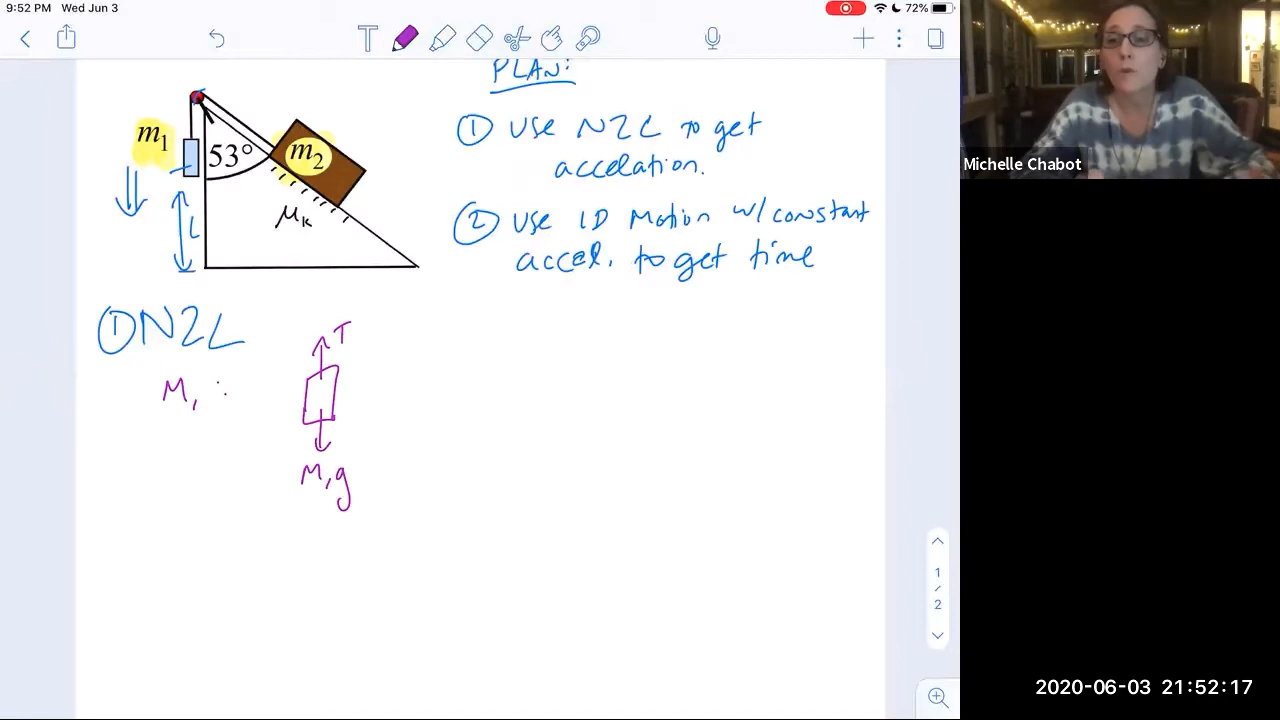 9:52 PM Wed Jun 3
72%
PLAN:
① USE N2L to get
accelation.
② USE 1D MOTION w/constant
accel. to get time
m₁
53°
m₂
μₖ
L
① N2L
M₁ :
T
M₁g
1
/
2
Michelle Chabot
2020-06-03 21:52:17